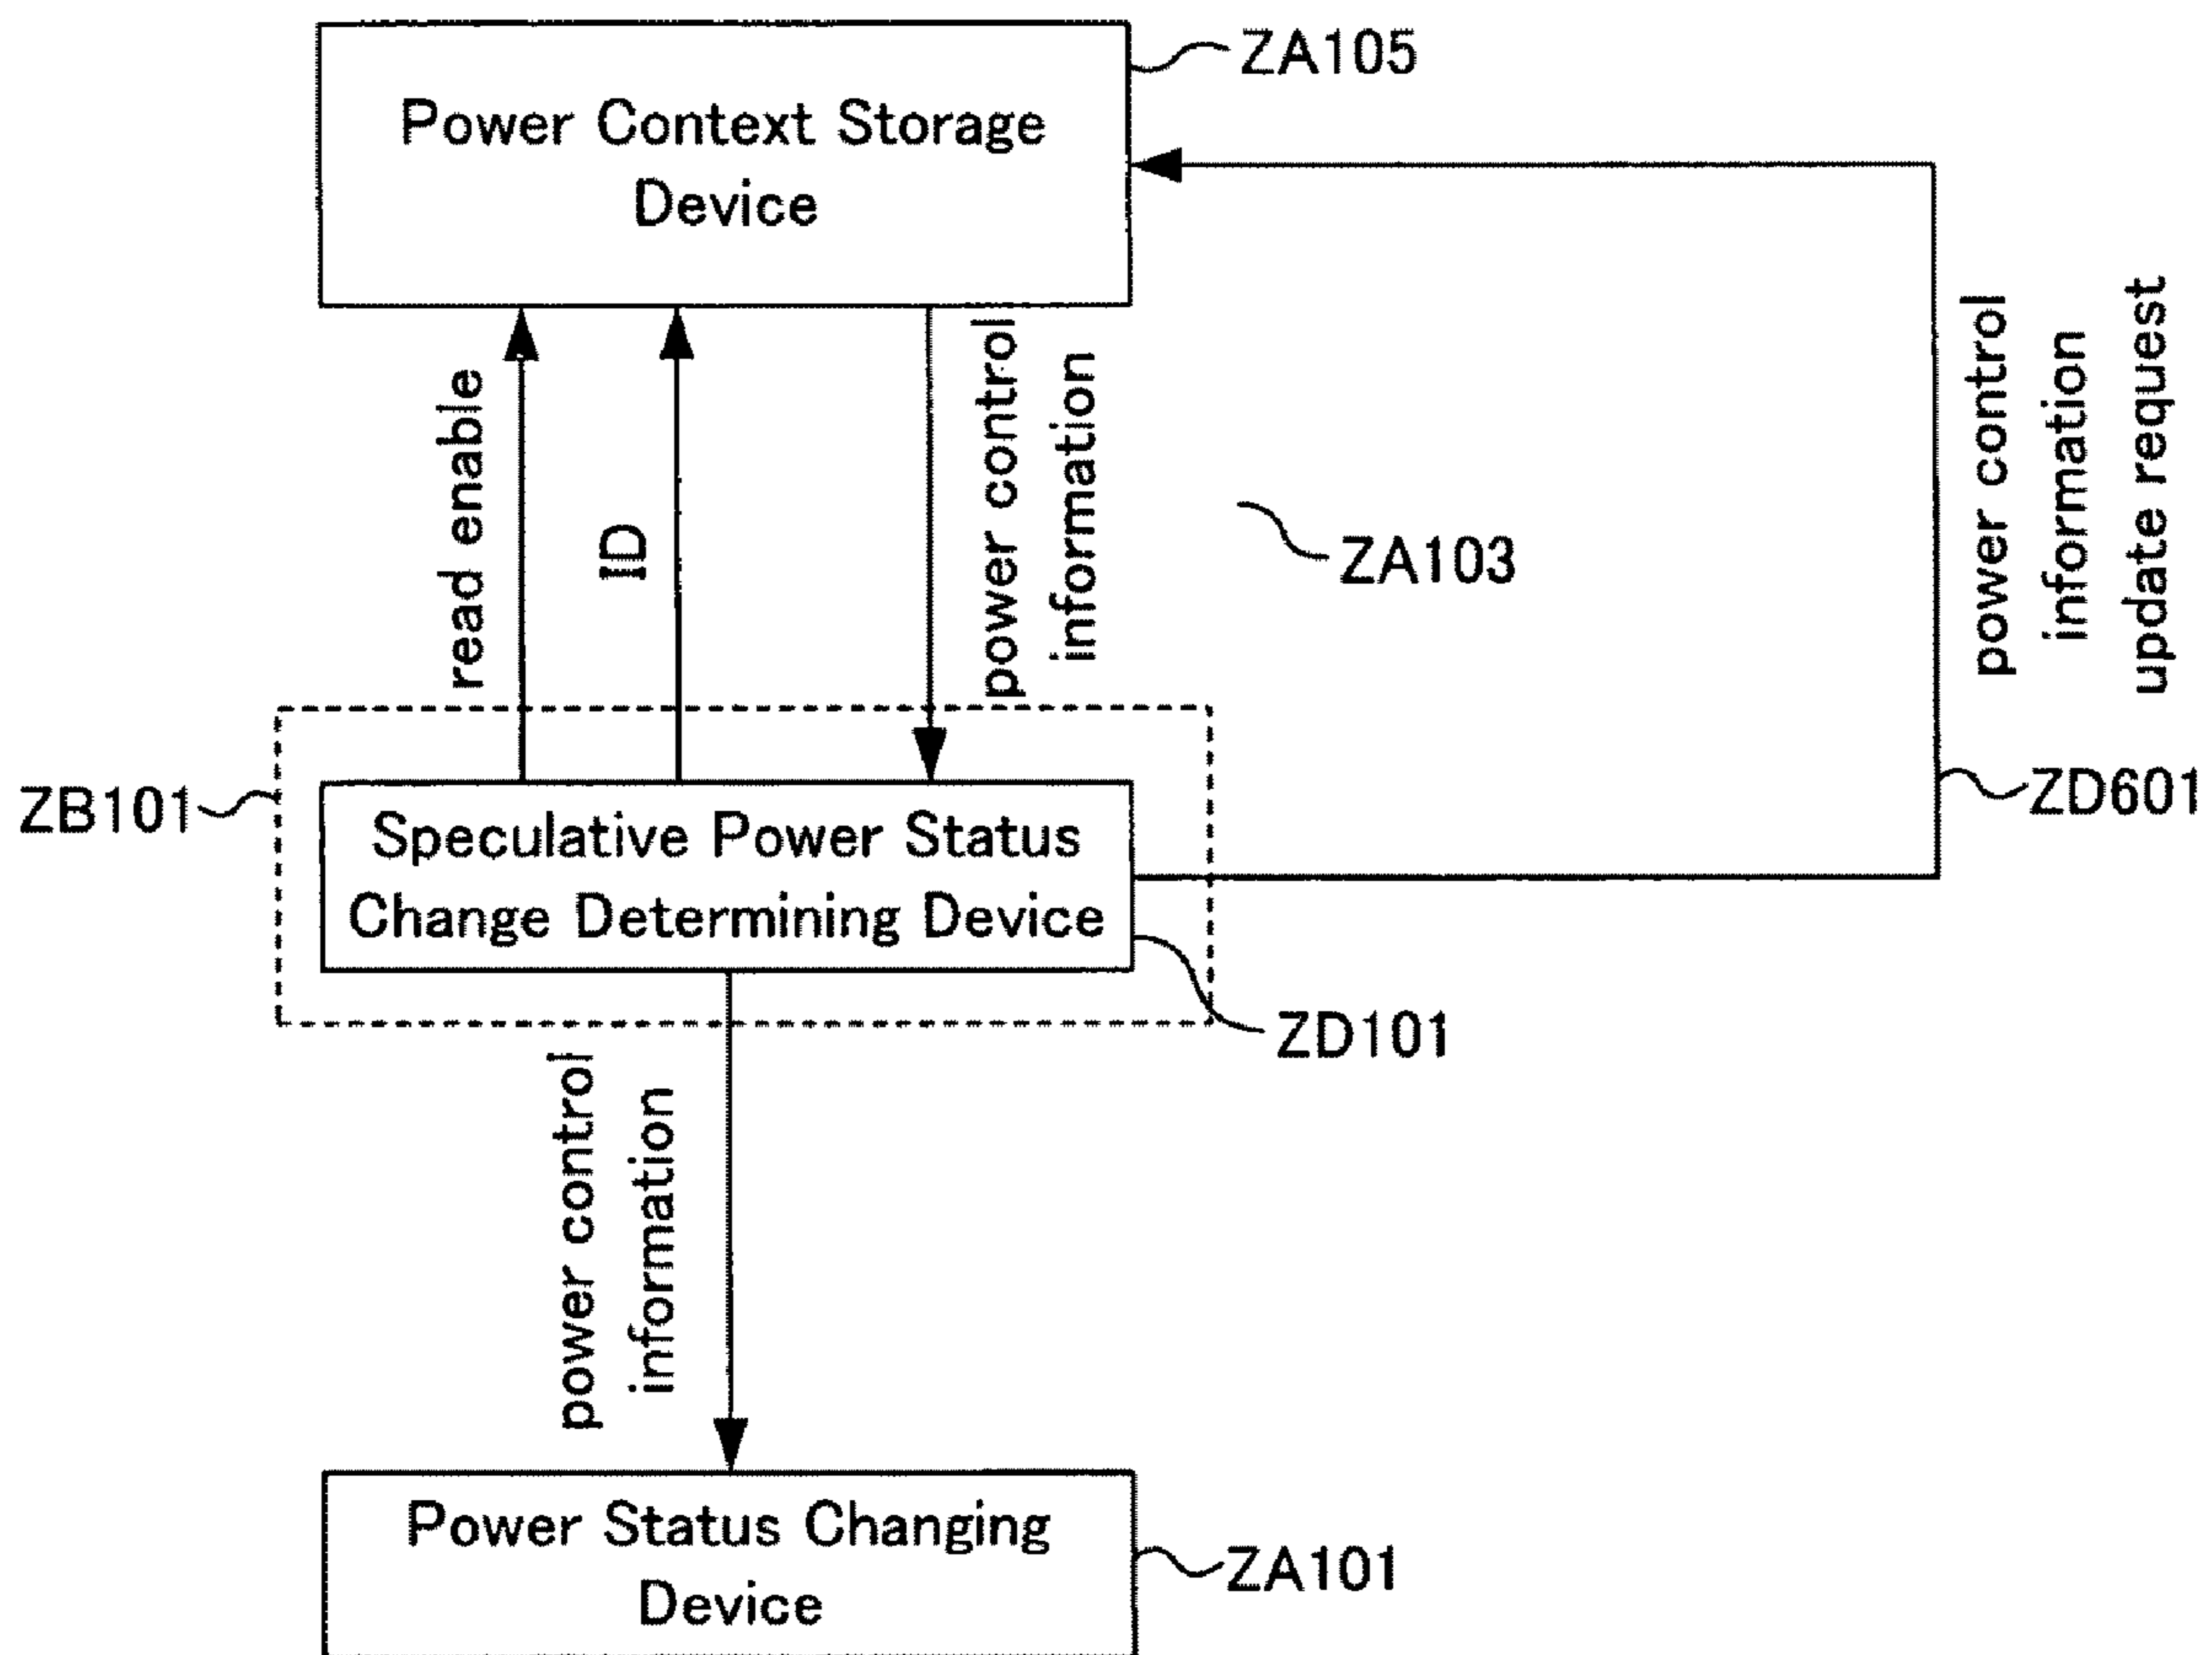 ZA105
Power Context Storage
Device
read enable
ID
power control
information
ZA103
power control
information
update request
ZB101
Speculative Power Status
Change Determining Device
ZD601
ZD101
power control
information
Power Status Changing
Device
ZA101